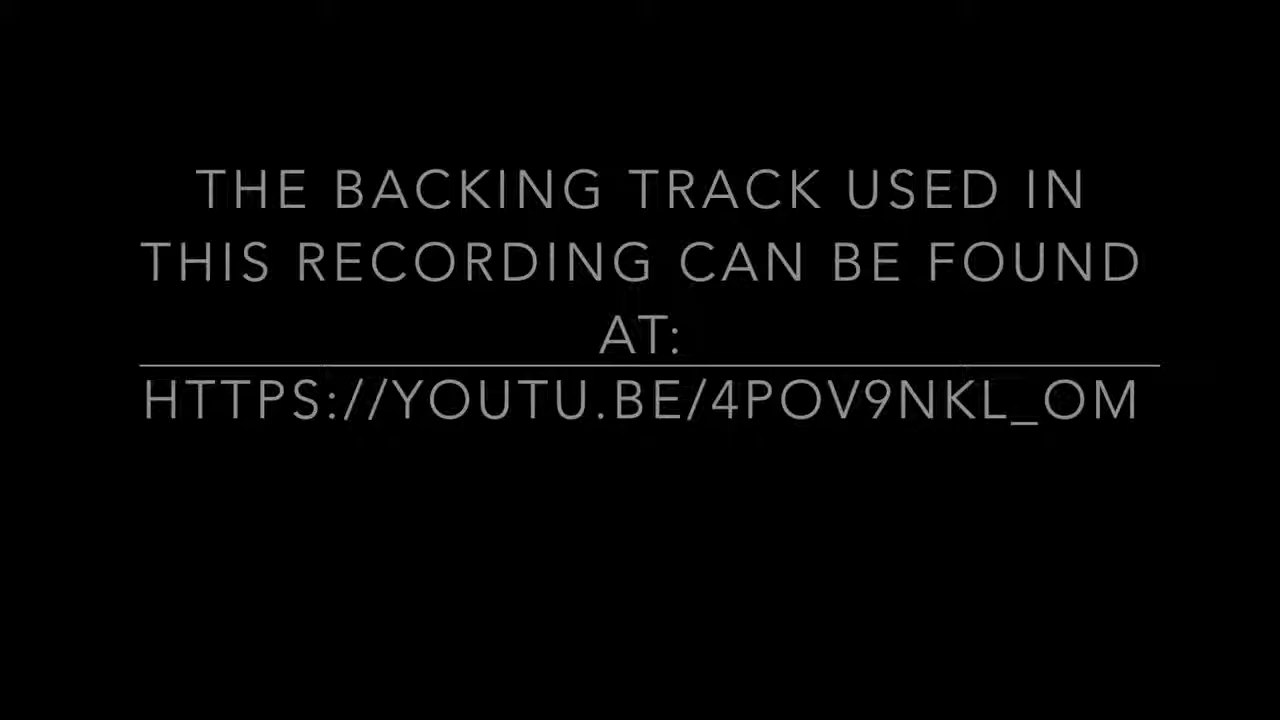 THE BACKING TRACK USED IN
THIS RECORDING CAN BE FOUND
AT:
HTTPS://YOUTU.BE/4POV9NKL_OM